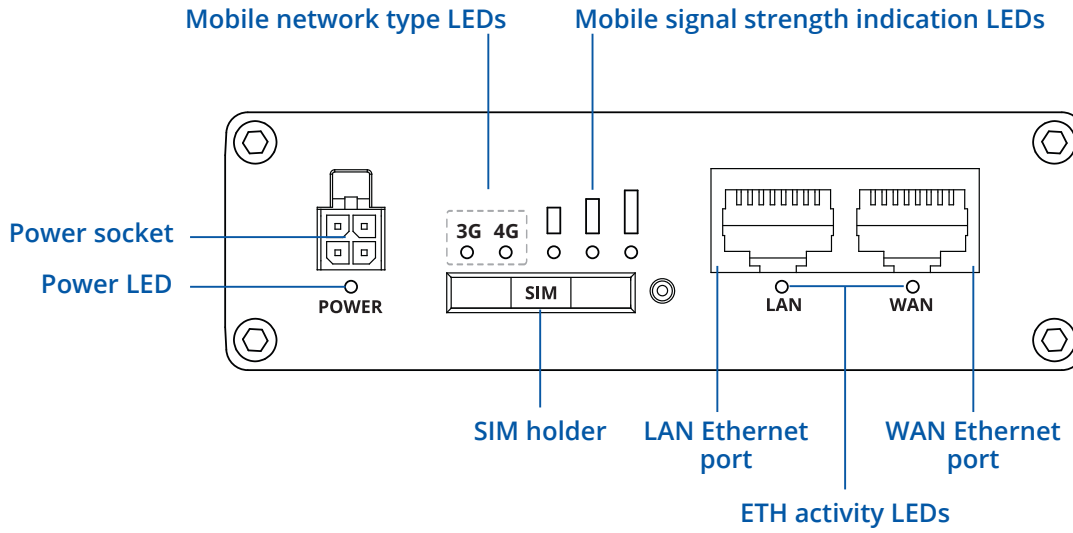 Mobile network type LEDs
Mobile signal strength indication LEDs
3G 4G
Power socket
Power LED
POWER
SIM
LAN
WAN
SIM holder
LAN Ethernet
port
WAN Ethernet
port
ETH activity LEDs